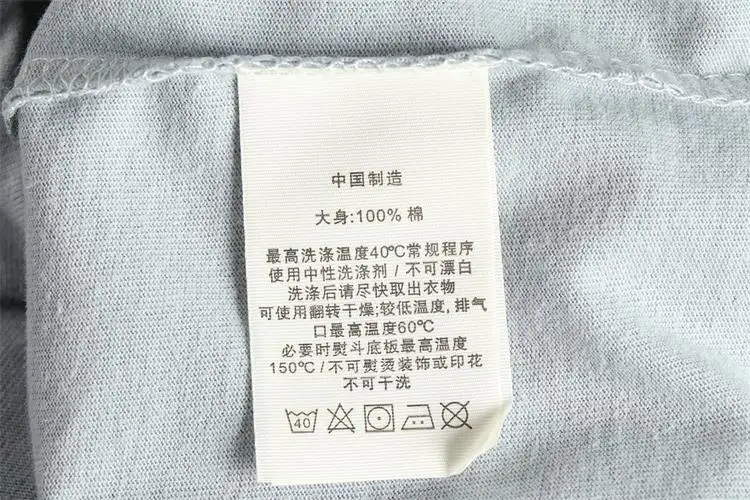 中国制造
大身:100% 棉
最高洗涤温度40℃常规程序
使用中性洗涤剂 / 不可漂白
洗涤后请尽快取出衣物
可使用翻转干燥;较低温度, 排气
口最高温度60℃
必要时熨斗底板最高温度
150℃ / 不可熨烫装饰或印花
不可干洗
40